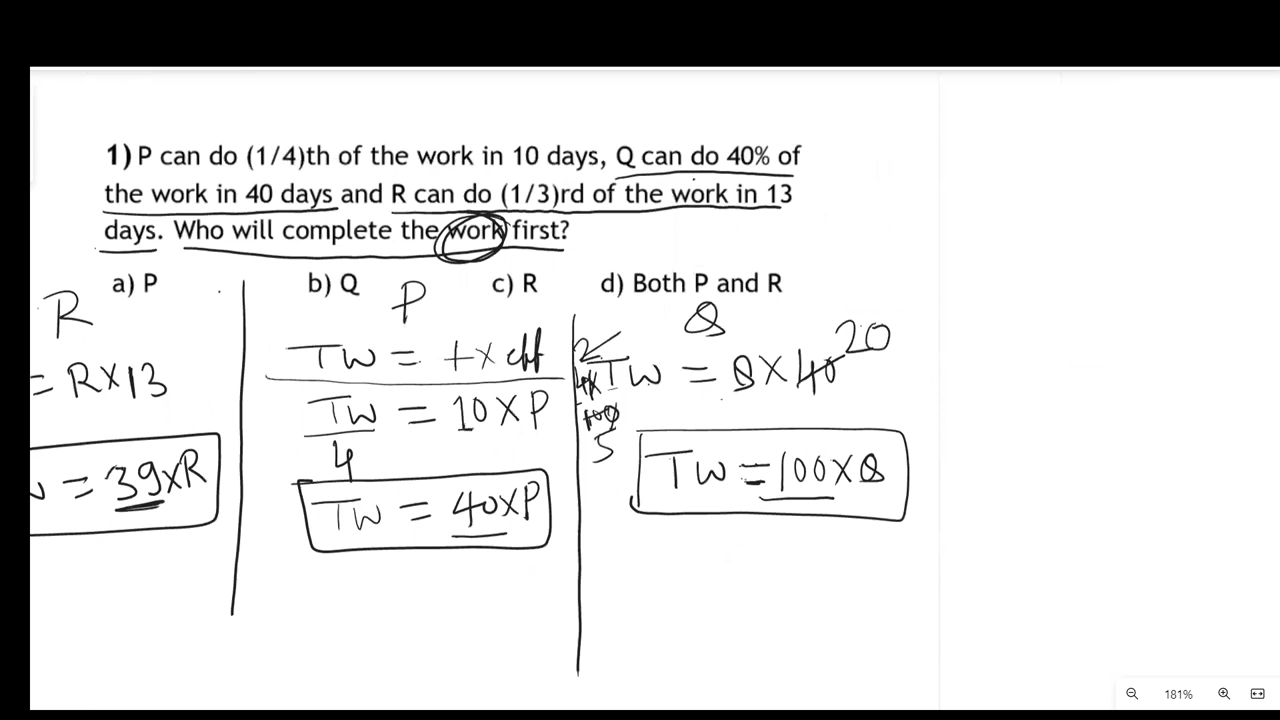 1) P can do (1/4)th of the work in 10 days, Q can do 40% of
the work in 40 days and R can do (1/3)rd of the work in 13
days. Who will complete the work first?
a) P b) Q c) R d) Both P and R
R
= R×13
= 39×R
P
TW = t× eff
TW = 10×P
4
TW = 40×P
Q
2
TW = Q×40 20
100
5
TW = 100×Q
181%